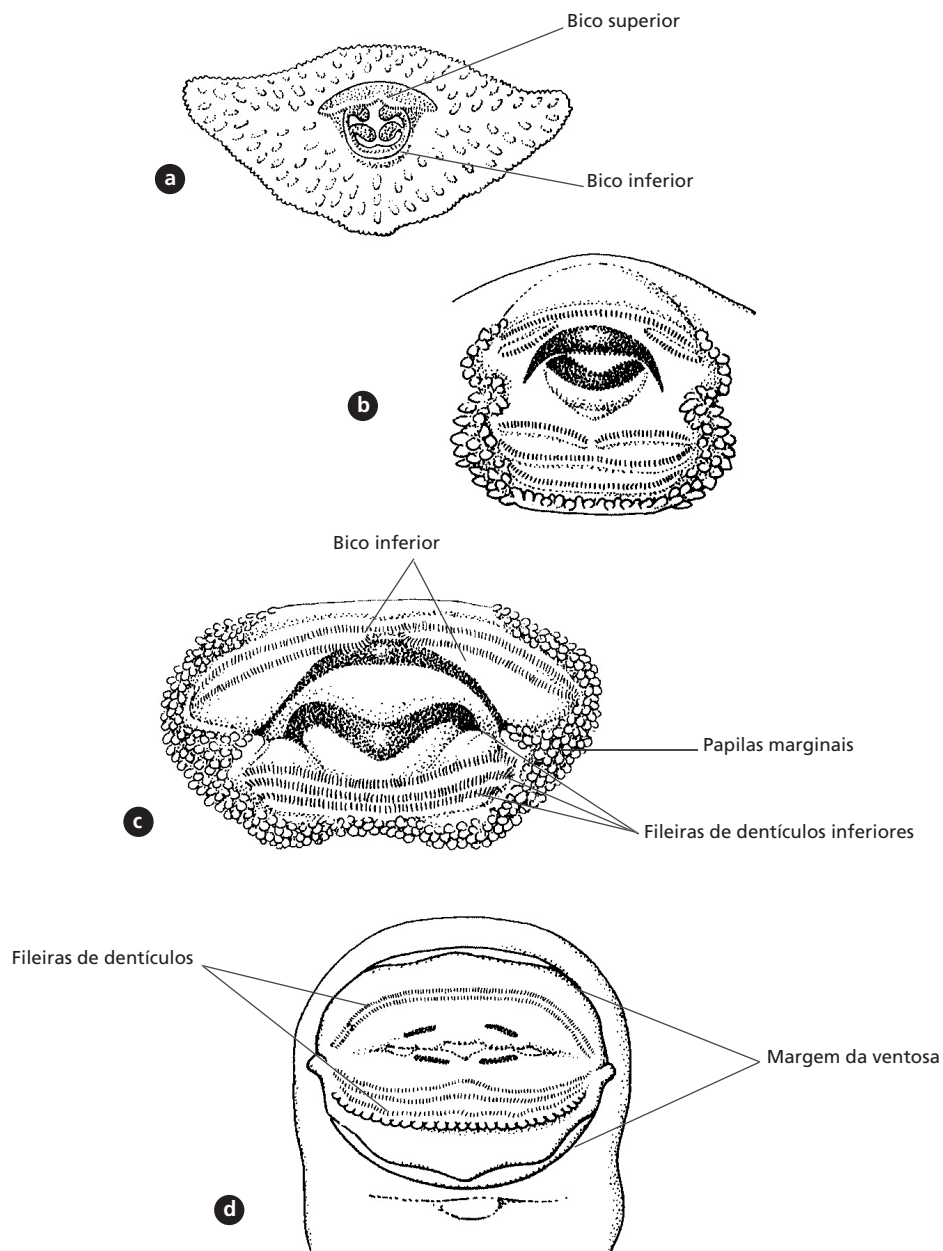 Bico superior
a
Bico inferior
b
Bico inferior
Papilas marginais
c
Fileiras de dentículos inferiores
Fileiras de dentículos
Margem da ventosa
d